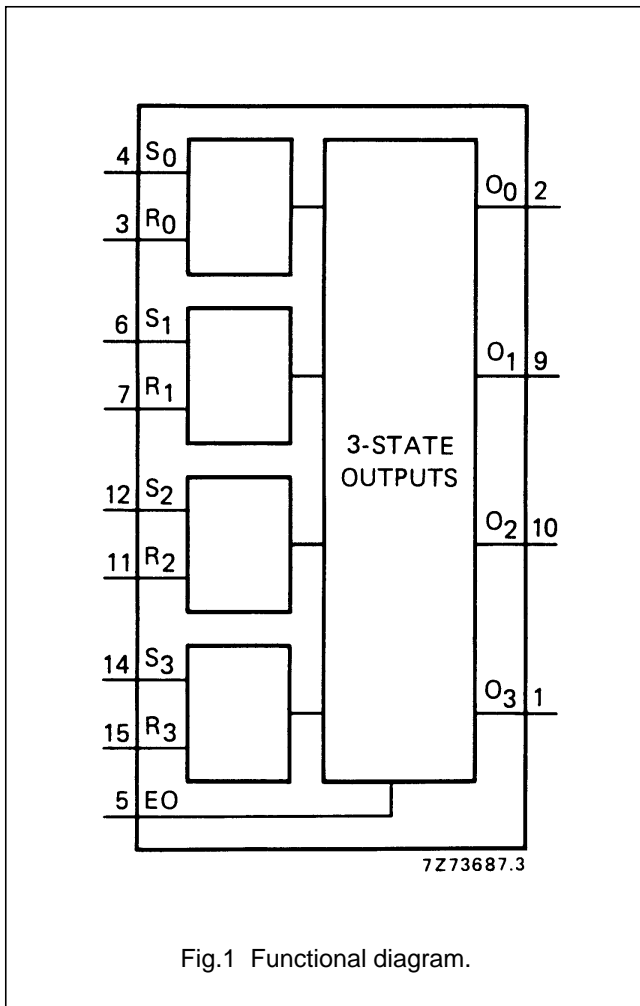 4 S0
O0 2
3 R0
6 S1
O1 9
7 R1
3-STATE
OUTPUTS
12 S2
O2 10
11 R2
14 S3
O3 1
15 R3
5 EO
7Z73687.3
Fig.1 Functional diagram.